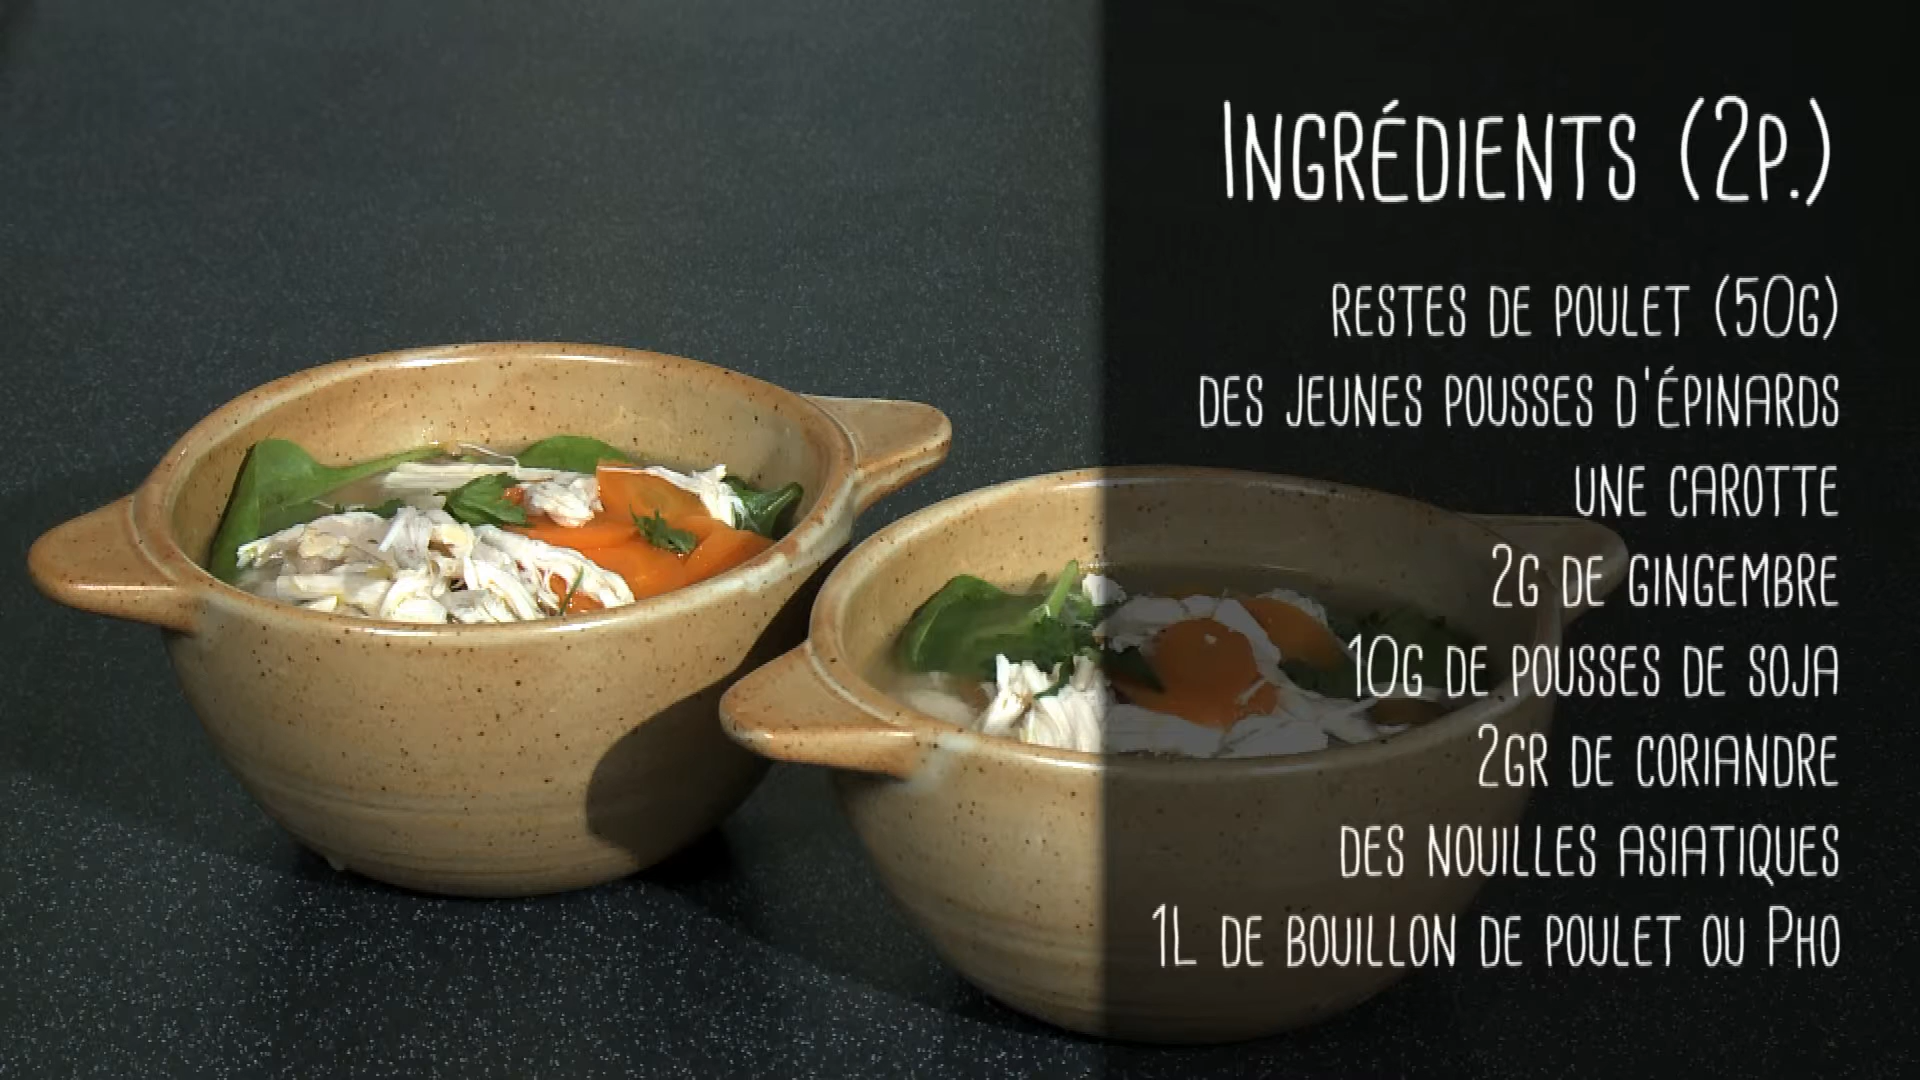 INGRÉDIENTS (2P.)
RESTES DE POULET (50G)
DES JEUNES POUSSES D'ÉPINARDS
UNE CAROTTE
2G DE GINGEMBRE
10G DE POUSSES DE SOJA
2GR DE CORIANDRE
DES NOUILLES ASIATIQUES
1L DE BOUILLON DE POULET OU PHO